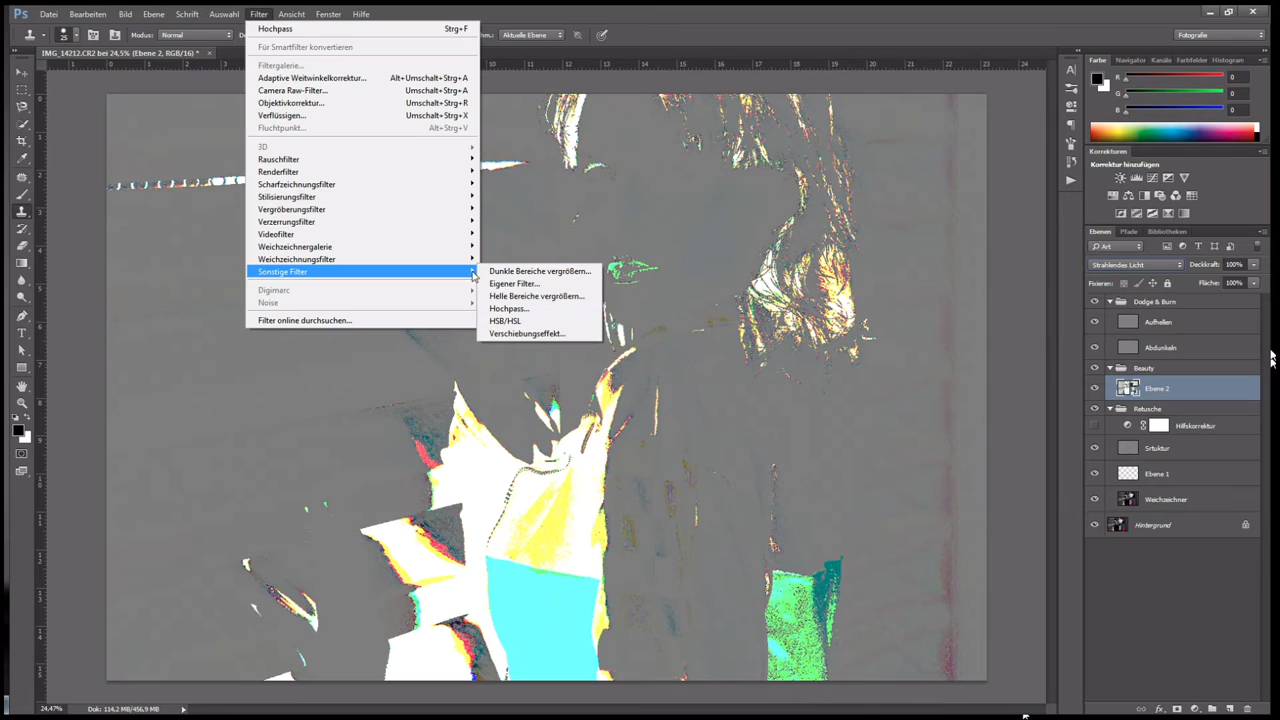 Ps Datei Bearbeiten Bild Ebene Schrift Auswahl Filter Ansicht Fenster Hilfe
25 Modus: Normal Aktuelle Ebene Fotografie
IMG_14212.CR2 bei 24,5% (Ebene 2, RGB/16) * ×
Hochpass Strg+F
Für Smartfilter konvertieren
Filtergalerie...
Adaptive Weitwinkelkorrektur... Alt+Umschalt+Strg+A
Camera Raw-Filter... Umschalt+Strg+A
Objektivkorrektur... Umschalt+Strg+R
Verflüssigen... Umschalt+Strg+X
Fluchtpunkt... Alt+Strg+V
3D
Rauschfilter
Renderfilter
Scharfzeichnungsfilter
Stilisierungsfilter
Vergröberungsfilter
Verzerrungsfilter
Videofilter
Weichzeichnergalerie
Weichzeichnungsfilter
Sonstige Filter
Digimarc
Noise
Filter online durchsuchen...
Dunkle Bereiche vergrößern...
Eigener Filter...
Helle Bereiche vergrößern...
Hochpass...
HSB/HSL
Verschiebungseffekt...
Farbe Navigator Kanäle Farbfelder Histogram
R 0
G 0
B 0
Korrekturen
Korrektur hinzufügen
Ebenen Pfade Bibliotheken
Art
Strahlendes Licht Deckkraft: 100%
Fixieren: Fläche: 100%
Dodge & Burn
Aufhellen
Abdunkeln
Beauty
Ebene 2
Retusche
Hilfskorrektur
Srtuktur
Ebene 1
Weichzeichner
Hintergrund
24,47% Dok: 114,2 MB/456,9 MB